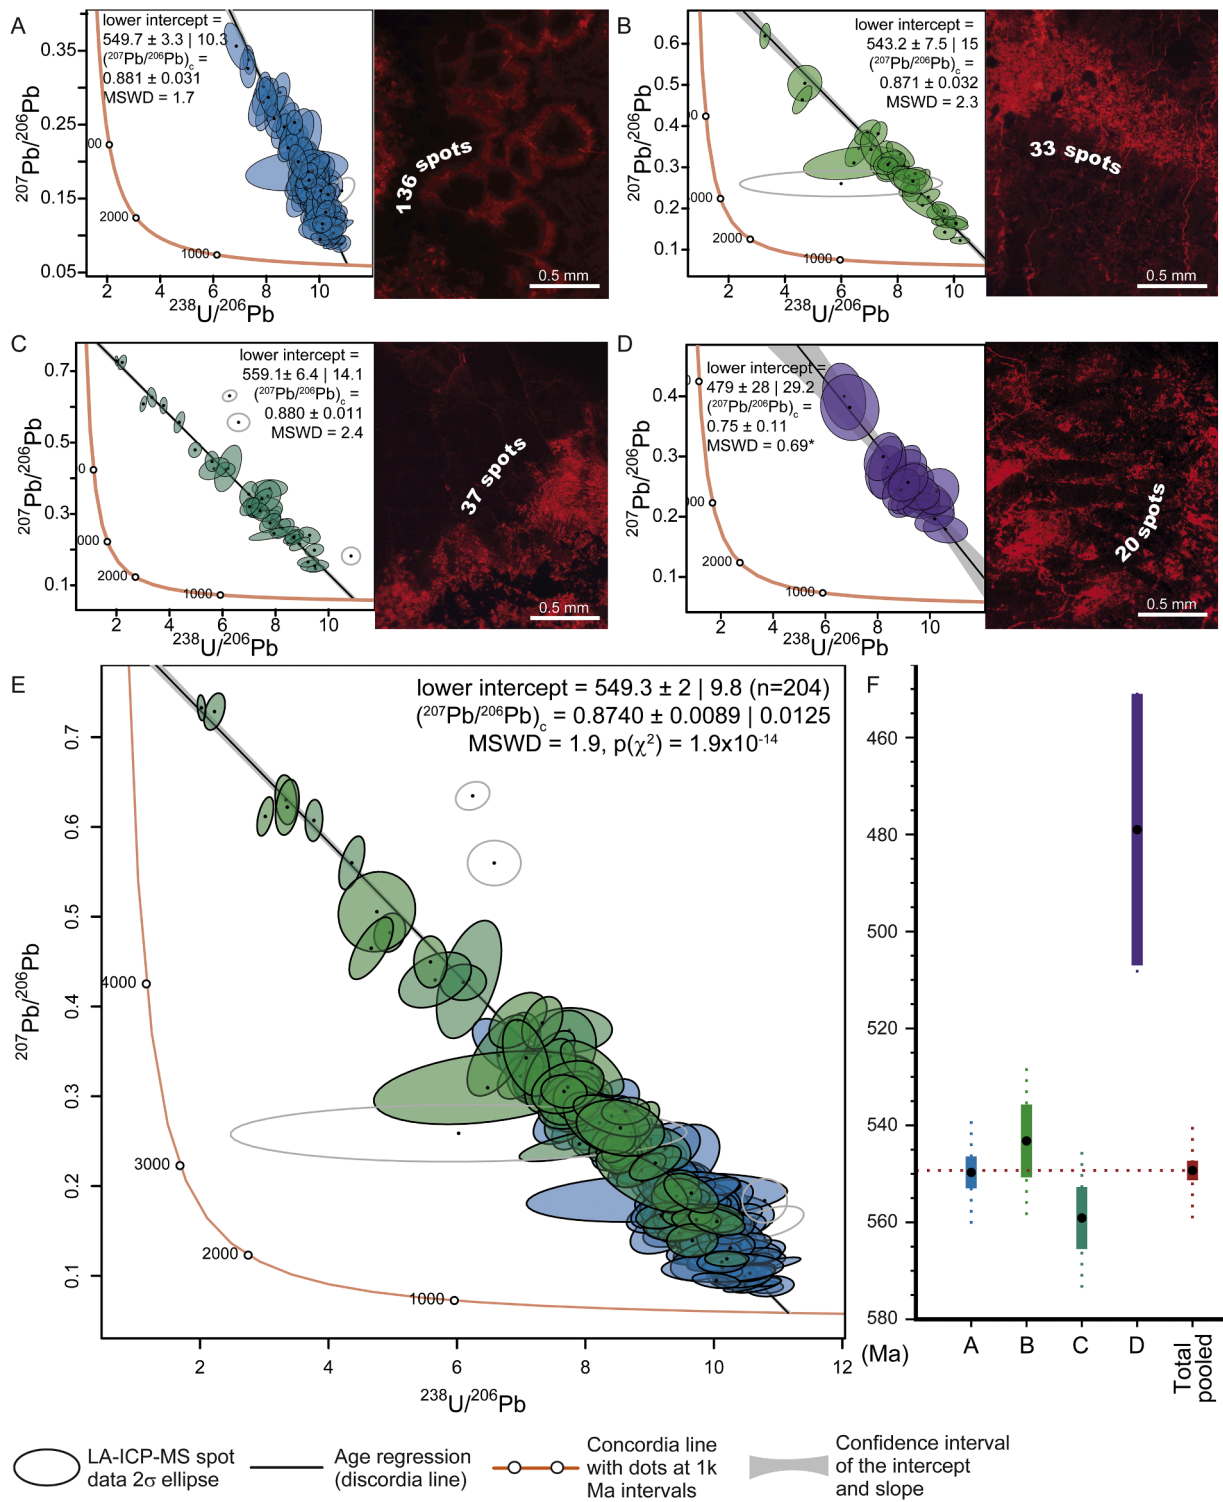 A
lower intercept =
549.7 ± 3.3 | 10.3
(²⁰⁷Pb/²⁰⁶Pb)c =
0.881 ± 0.031
MSWD = 1.7
0.35
0.25
0.15
0.05
²⁰⁷Pb/²⁰⁶Pb
00
2000
1000
2 4 6 8 10
²³⁸U/²⁰⁶Pb
136 spots
0.5 mm
B
lower intercept =
543.2 ± 7.5 | 15
(²⁰⁷Pb/²⁰⁶Pb)c =
0.871 ± 0.032
MSWD = 2.3
0.6
0.5
0.4
0.3
0.2
0.1
²⁰⁷Pb/²⁰⁶Pb
2000
1000
2 4 6 8 10
²³⁸U/²⁰⁶Pb
33 spots
0.5 mm
C
lower intercept =
559.1± 6.4 | 14.1
(²⁰⁷Pb/²⁰⁶Pb)c =
0.880 ± 0.011
MSWD = 2.4
0.7
0.5
0.3
0.1
²⁰⁷Pb/²⁰⁶Pb
0
000
2000
1000
2 4 6 8 10
²³⁸U/²⁰⁶Pb
37 spots
0.5 mm
D
lower intercept =
479 ± 28 | 29.2
(²⁰⁷Pb/²⁰⁶Pb)c =
0.75 ± 0.11
MSWD = 0.69*
0.4
0.3
0.2
0.1
²⁰⁷Pb/²⁰⁶Pb
2000
1000
2 4 6 8 10
²³⁸U/²⁰⁶Pb
20 spots
0.5 mm
E
lower intercept = 549.3 ± 2 | 9.8 (n=204)
(²⁰⁷Pb/²⁰⁶Pb)c = 0.8740 ± 0.0089 | 0.0125
MSWD = 1.9, p(χ²) = 1.9x10⁻¹⁴
0.7
0.6
0.5
0.4
0.3
0.2
0.1
²⁰⁷Pb/²⁰⁶Pb
4000
3000
2000
1000
2 4 6 8 10 12
²³⁸U/²⁰⁶Pb
F
460
480
500
520
540
560
580
(Ma)
A B C D Total pooled
LA-ICP-MS spot
data 2σ ellipse
Age regression
(discordia line)
Concordia line
with dots at 1k
Ma intervals
Confidence interval
of the intercept
and slope